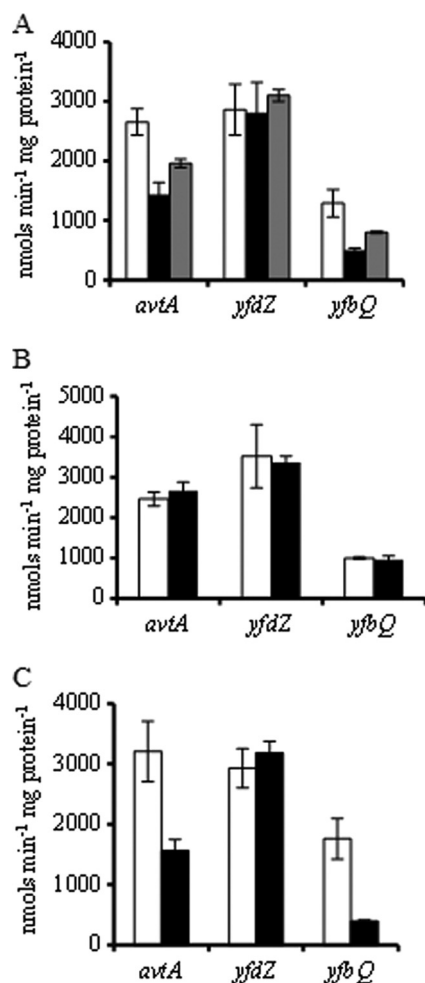 A
nmols min-1 mg protein-1
4000
3000
2000
1000
0
avtA yfdZ yfbQ
B
nmols min-1 mg protein-1
5000
4000
3000
2000
1000
0
avtA yfdZ yfbQ
C
nmols min-1 mg protein-1
4000
3000
2000
1000
0
avtA yfdZ yfbQ